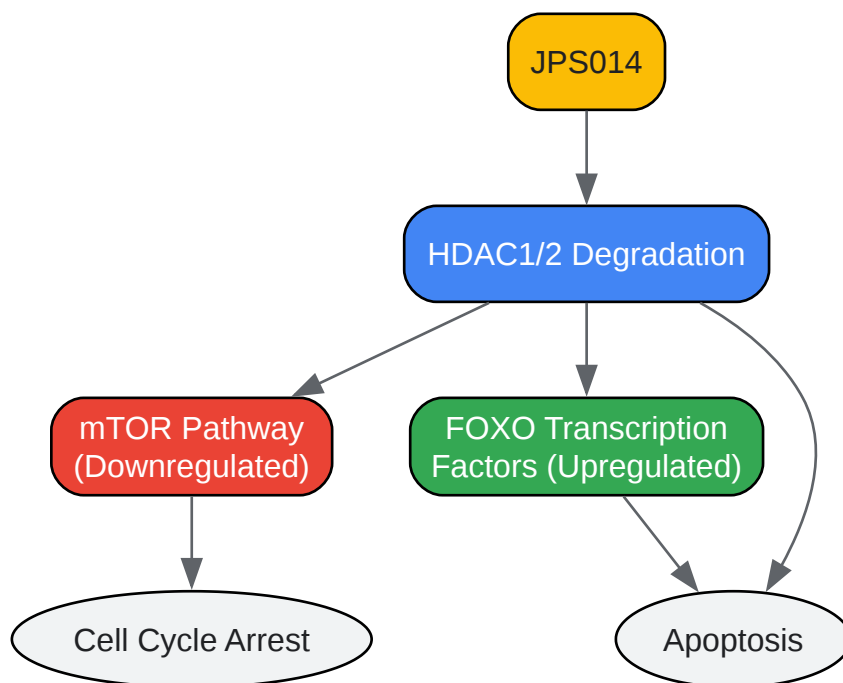 JPS014
HDAC1/2 Degradation
mTOR Pathway
(Downregulated)
FOXO Transcription
Factors (Upregulated)
Cell Cycle Arrest
Apoptosis